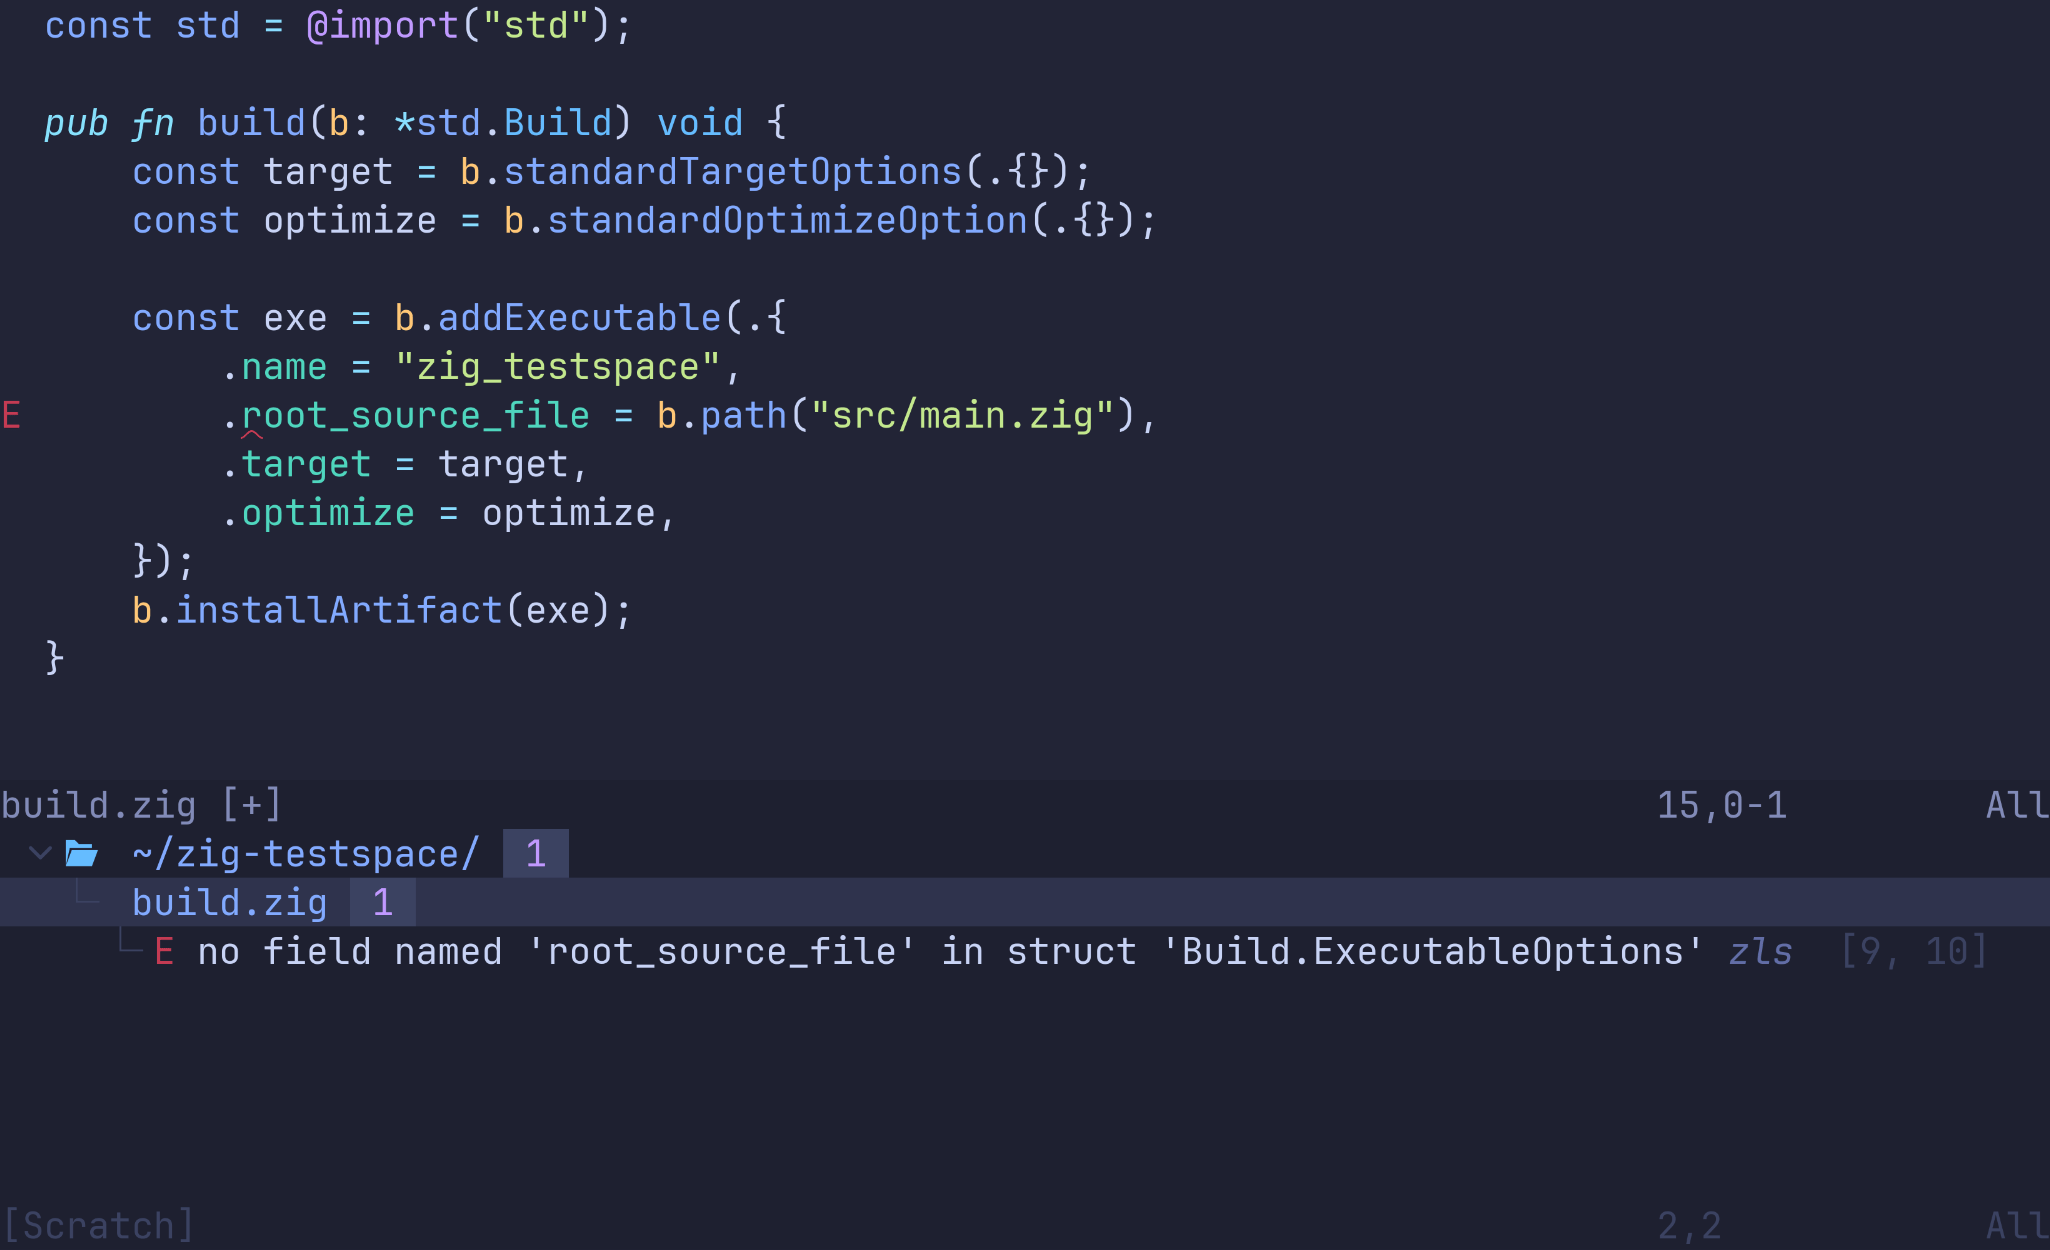 const std = @import("std");
pub fn build(b: *std.Build) void {
    const target = b.standardTargetOptions(.{});
    const optimize = b.standardOptimizeOption(.{});
    const exe = b.addExecutable(.{
        .name = "zig_testspace",
E         .root_source_file = b.path("src/main.zig"),
        .target = target,
        .optimize = optimize,
    });
    b.installArtifact(exe);
}
build.zig [+] 15,0-1 All
~/zig-testspace/ 1
build.zig 1
E no field named 'root_source_file' in struct 'Build.ExecutableOptions' zls [9, 10]
[Scratch] 2,2 All